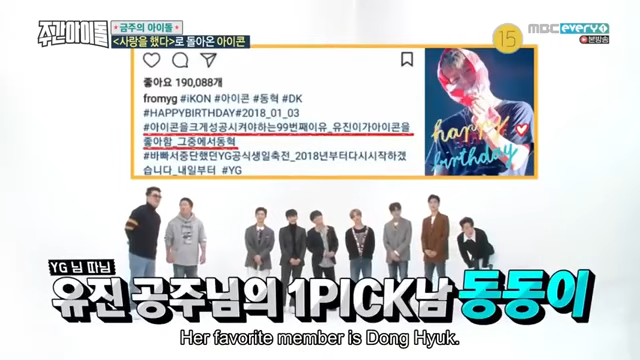 주간아이돌
* 금주의 아이돌 *
<사랑을 했다>로 돌아온 아이콘
15
MBC every1
본방송
좋아요 190,088개
fromyg #iKON #아이콘 #동혁 #DK
#HAPPYBIRTHDAY#2018_01_03
#아이콘을크게성공시켜야하는99번째이유_유진이가아이콘을
좋아함_그중에서동혁
#바빠서중단했던YG공식생일축전_2018년부터다시시작하겠
습니다_내일부터 #YG
happy
birthday
YG 님 따님
유진 공주님의 1PICK남 동동이
Her favorite member is Dong Hyuk.